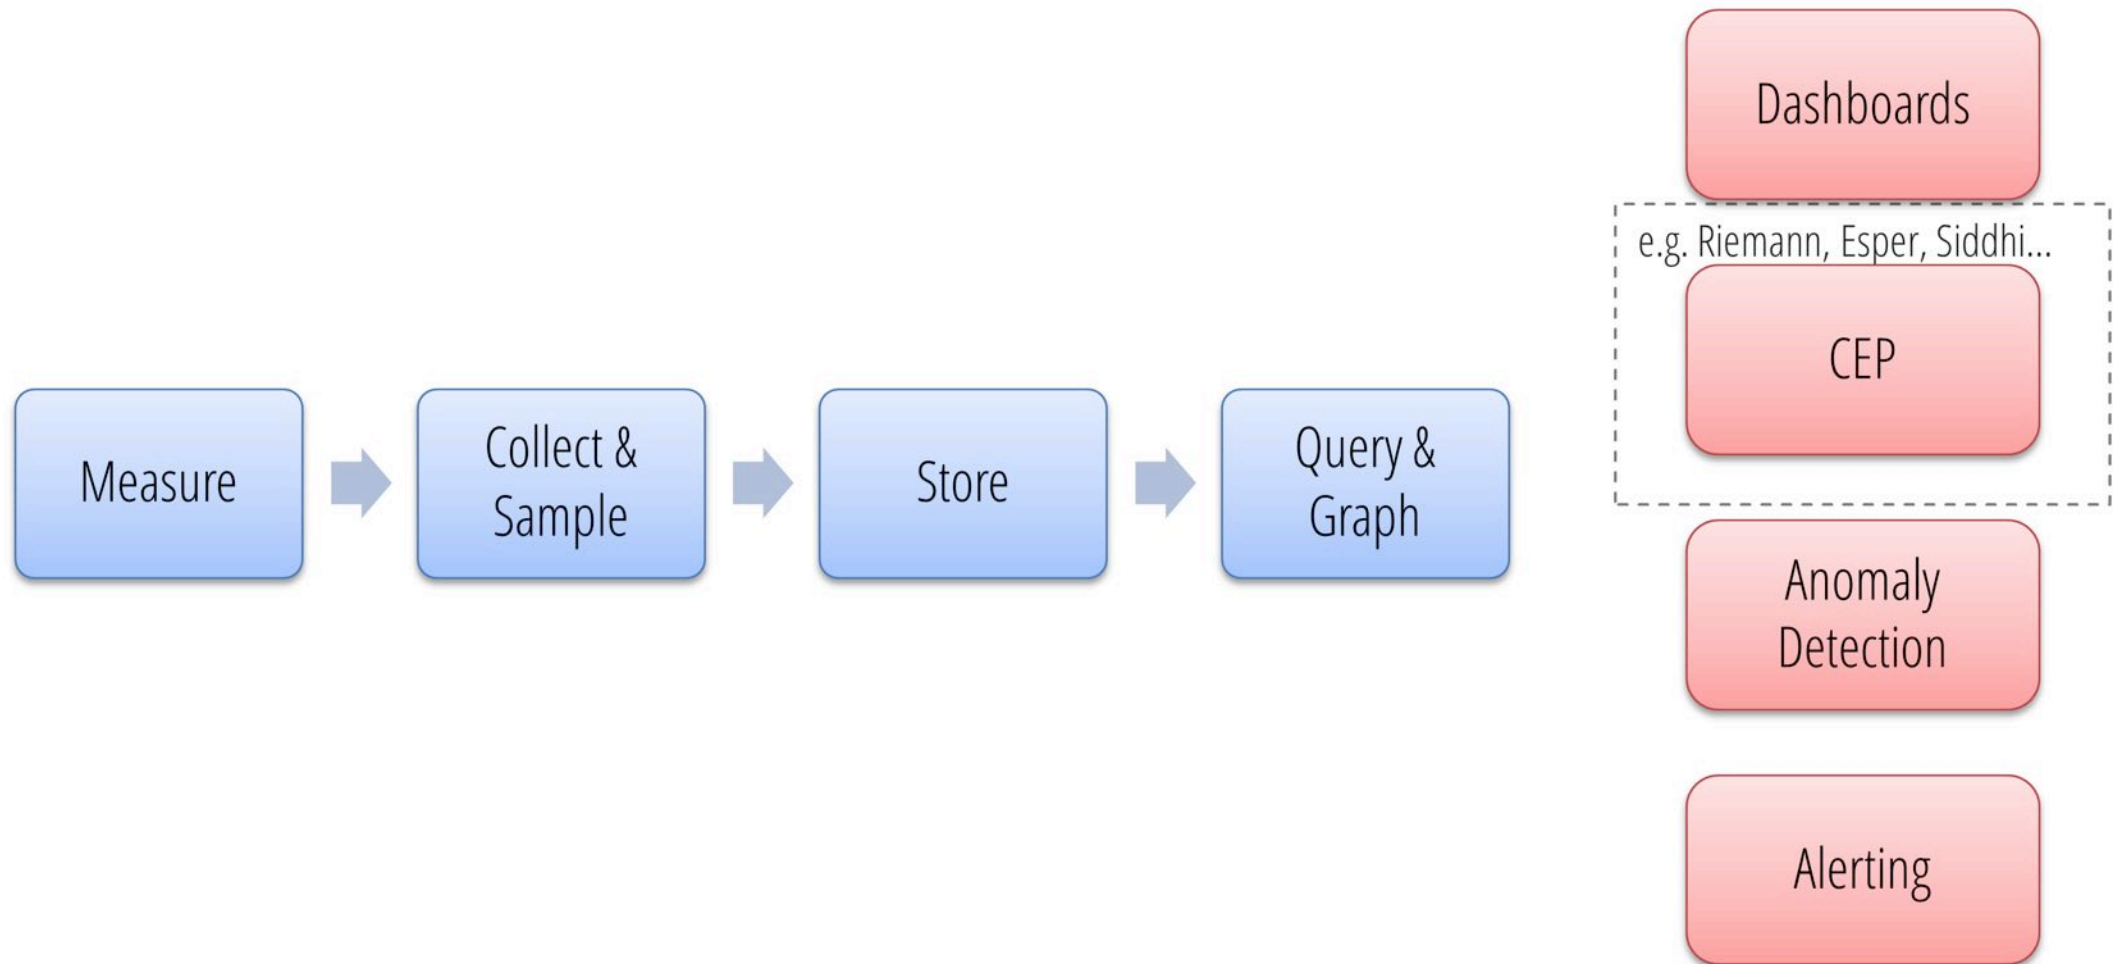 Measure
Collect &
Sample
Store
Query &
Graph
Dashboards
e.g. Riemann, Esper, Siddhi...
CEP
Anomaly
Detection
Alerting